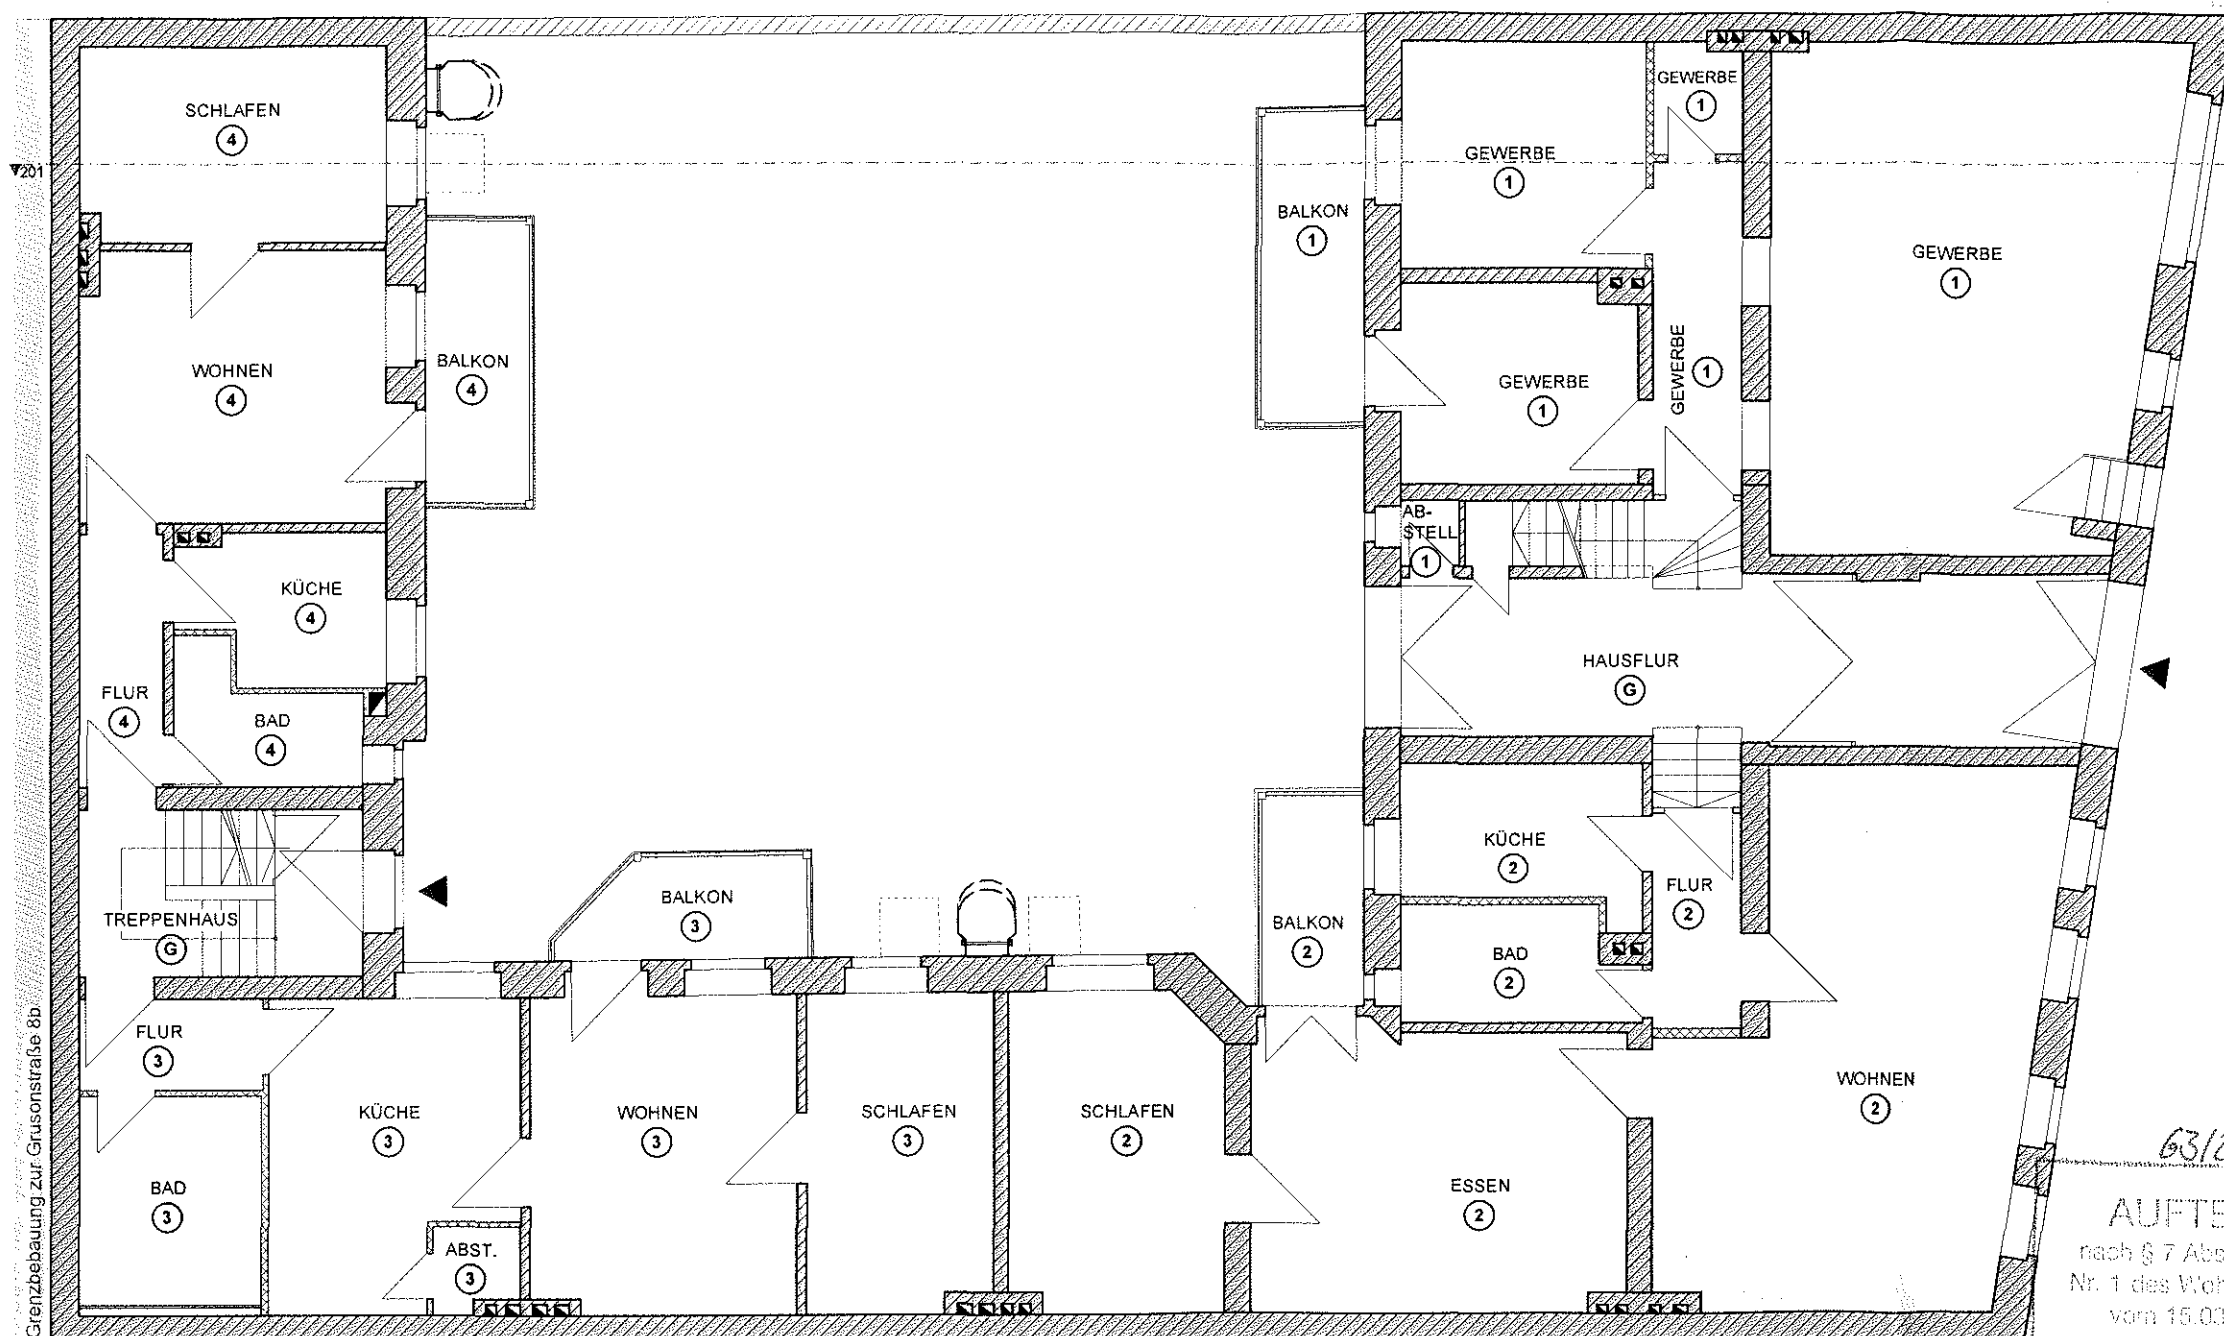 SCHLAFEN
4
201
WOHNEN
4
BALKON
4
KÜCHE
4
FLUR
4
BAD
4
TREPPENHAUS
G
FLUR
3
BAD
3
KÜCHE
3
ABST.
3
WOHNEN
3
BALKON
3
SCHLAFEN
3
SCHLAFEN
2
BALKON
1
GEWERBE
1
GEWERBE
1
GEWERBE
1
GEWERBE
1
GEWERBE
1
AB-
STELL
1
HAUSFLUR
G
KÜCHE
2
FLUR
2
BALKON
2
BAD
2
WOHNEN
2
ESSEN
2
Grenzbebauung zur Grusonstraße 8b
63/2
AUFTE
nach § 7 Abs
Nr. 1 des Woh
vom 15.03